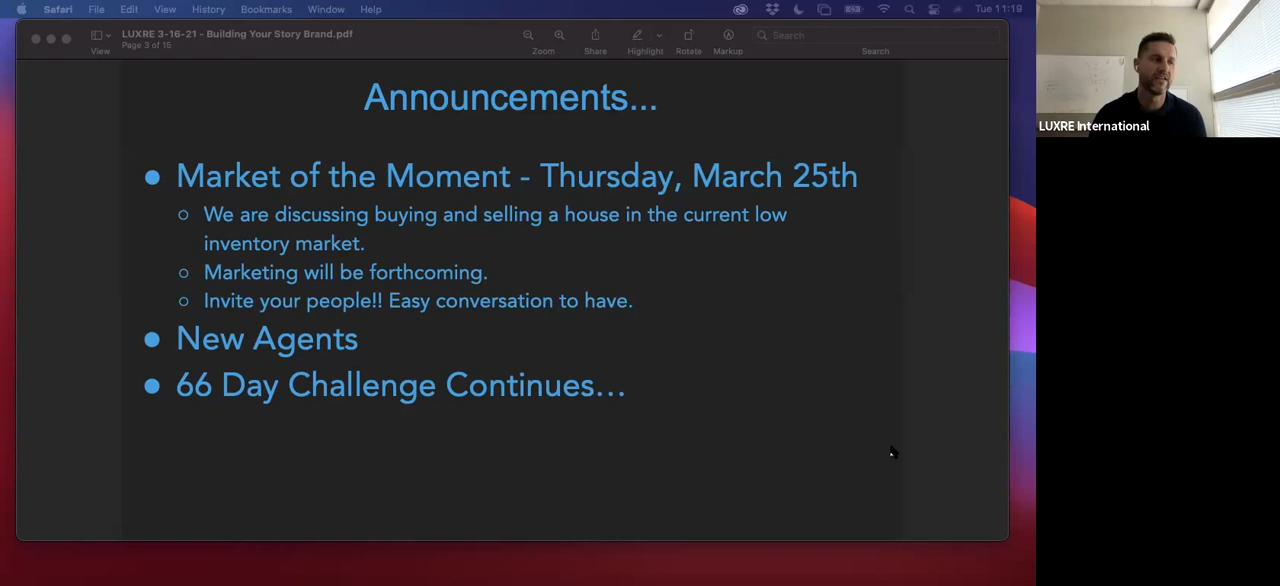 Safari File Edit View History Bookmarks Window Help Tue 11:19
LUXRE 3-16-21 - Building Your Story Brand.pdf
Page 3 of 15
View Zoom Share Highlight Rotate Markup Search
Search
Announcements...
● Market of the Moment - Thursday, March 25th
○ We are discussing buying and selling a house in the current low
inventory market.
○ Marketing will be forthcoming.
○ Invite your people!! Easy conversation to have.
● New Agents
● 66 Day Challenge Continues...
LUXRE International